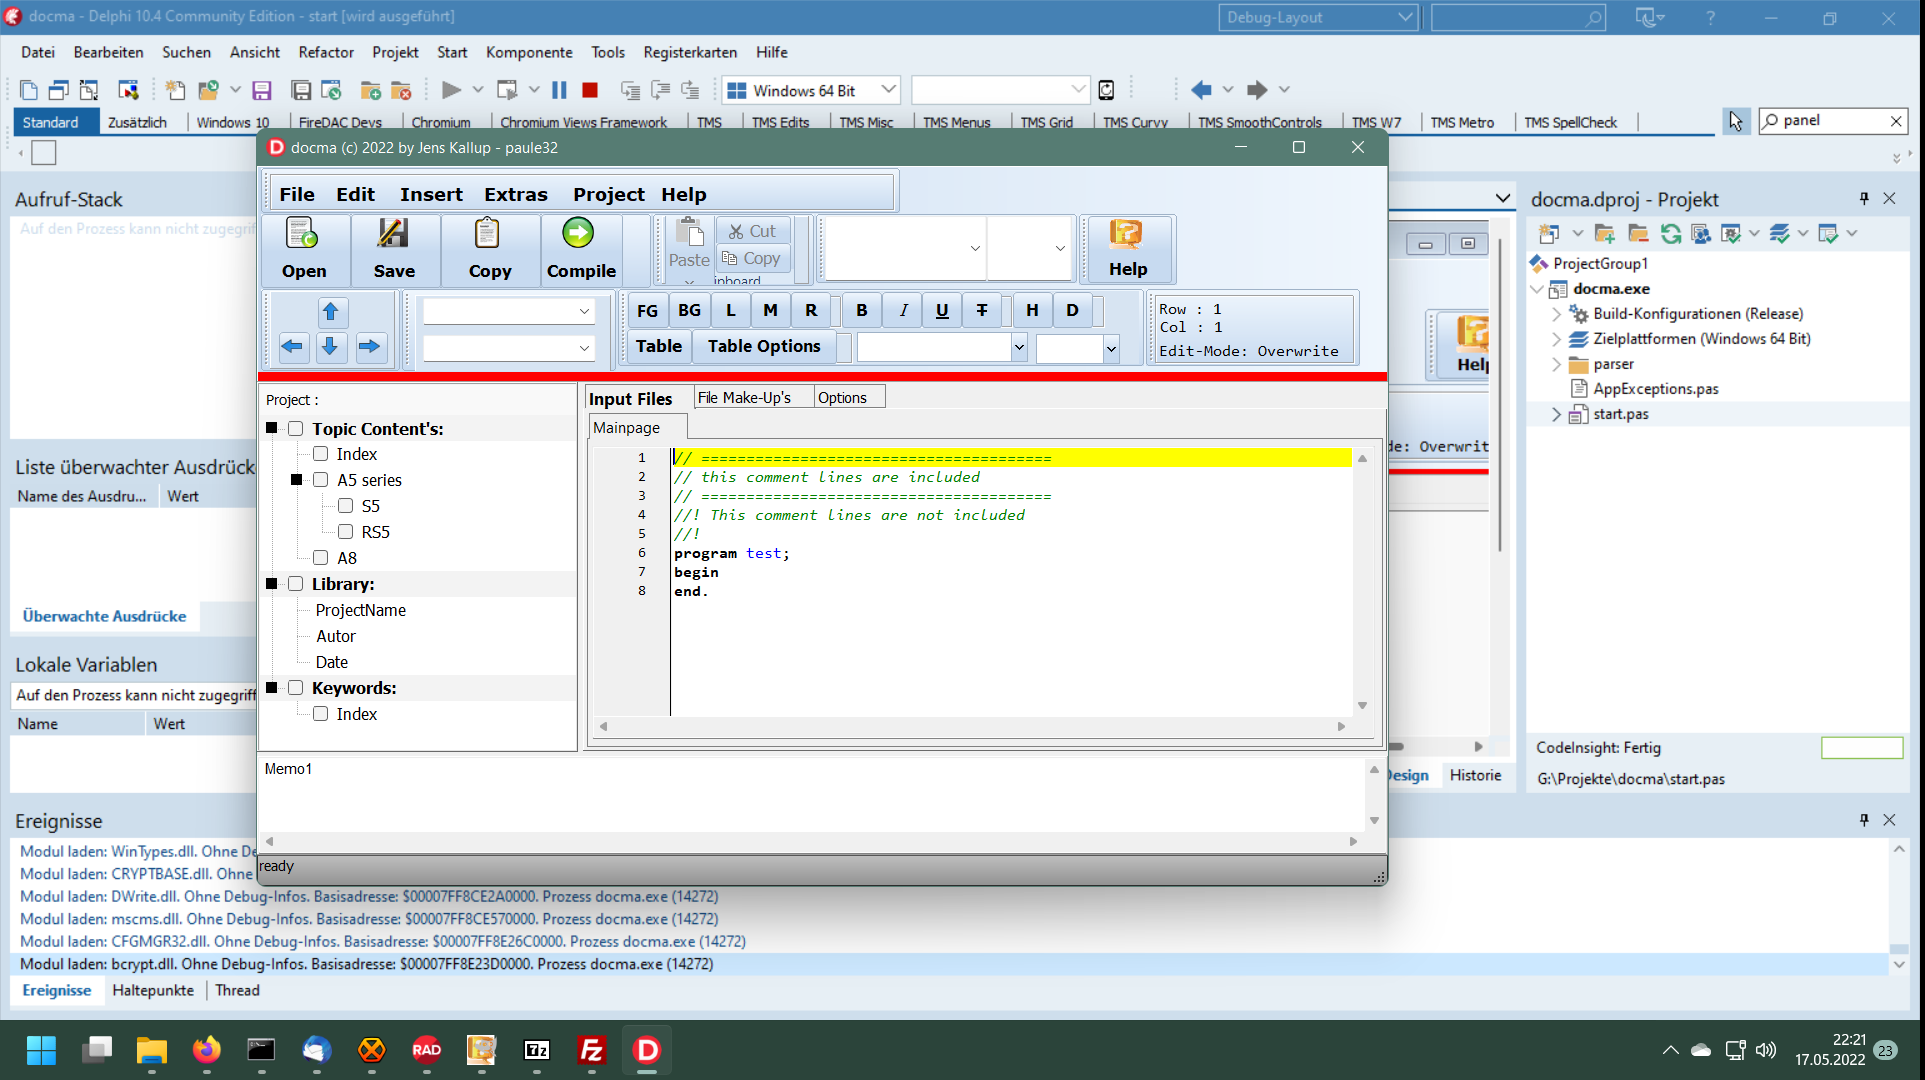 docma - Delphi 10.4 Community Edition - start [wird ausgeführt]
Debug-Layout
Datei Bearbeiten Suchen Ansicht Refactor Projekt Start Komponente Tools Registerkarten Hilfe
Windows 64 Bit
Standard Zusätzlich Windows 10 FireDAC Devs Chromium Chromium Views Framework TMS TMS Edits TMS Misc TMS Menus TMS Grid TMS Curvy TMS SmoothControls TMS W7 TMS Metro TMS SpellCheck
panel
Aufruf-Stack
Auf den Prozess kann nicht zugegrif
Liste überwachter Ausdrück
Name des Ausdru... Wert
Überwachte Ausdrücke
Lokale Variablen
Auf den Prozess kann nicht zugegriff
Name Wert
docma (c) 2022 by Jens Kallup - paule32
File Edit Insert Extras Project Help
Open Save Copy Compile
Paste Cut
Copy
Help
FG BG L M R B I U T H D
Table Table Options
Row : 1
Col : 1
Edit-Mode: Overwrite
Project :
Topic Content's:
Index
A5 series
S5
RS5
A8
Library:
ProjectName
Autor
Date
Keywords:
Index
Input Files File Make-Up's Options
Mainpage
1 // =======================================
2 // this comment lines are included
3 // =======================================
4 //! This comment lines are not included
5 //!
6 program test;
7 begin
8 end.
Memo1
ready
Help
de: Overwrit
Design Historie
docma.dproj - Projekt
ProjectGroup1
docma.exe
Build-Konfigurationen (Release)
Zielplattformen (Windows 64 Bit)
parser
AppExceptions.pas
start.pas
CodeInsight: Fertig
G:\Projekte\docma\start.pas
Ereignisse
Modul laden: WinTypes.dll. Ohne De
Modul laden: CRYPTBASE.dll. Ohne
Modul laden: DWrite.dll. Ohne Debug-Infos. Basisadresse: $00007FF8CE2A0000. Prozess docma.exe (14272)
Modul laden: mscms.dll. Ohne Debug-Infos. Basisadresse: $00007FF8CE570000. Prozess docma.exe (14272)
Modul laden: CFGMGR32.dll. Ohne Debug-Infos. Basisadresse: $00007FF8E26C0000. Prozess docma.exe (14272)
Modul laden: bcrypt.dll. Ohne Debug-Infos. Basisadresse: $00007FF8E23D0000. Prozess docma.exe (14272)
Ereignisse Haltepunkte Thread
RAD
7z
Fz
D
22:21
17.05.2022
23